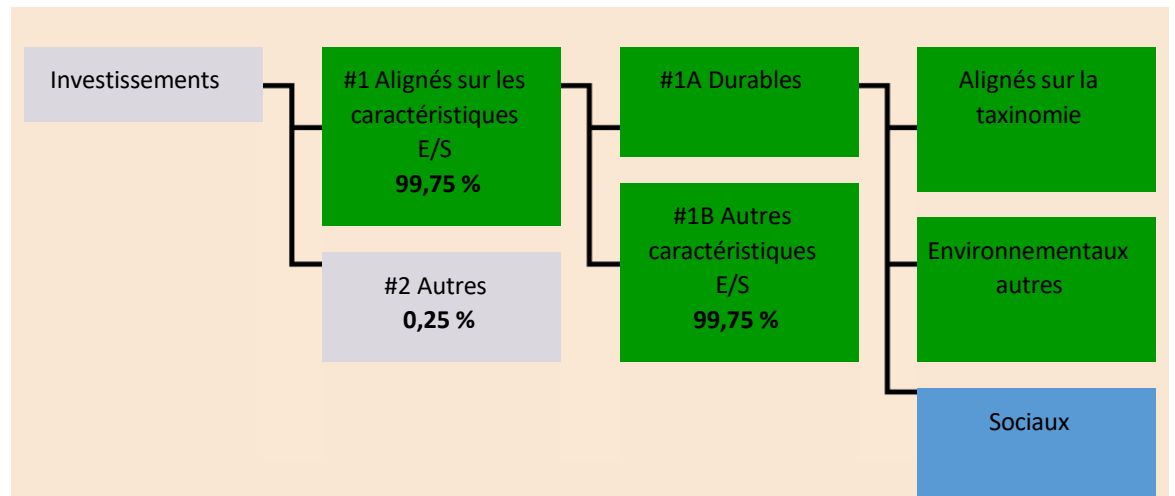 Investissements
#1 Alignés sur les
caractéristiques
E/S
99,75 %
#2 Autres
0,25 %
#1A Durables
#1B Autres
caractéristiques
E/S
99,75 %
Alignés sur la
taxinomie
Environnementaux
autres
Sociaux